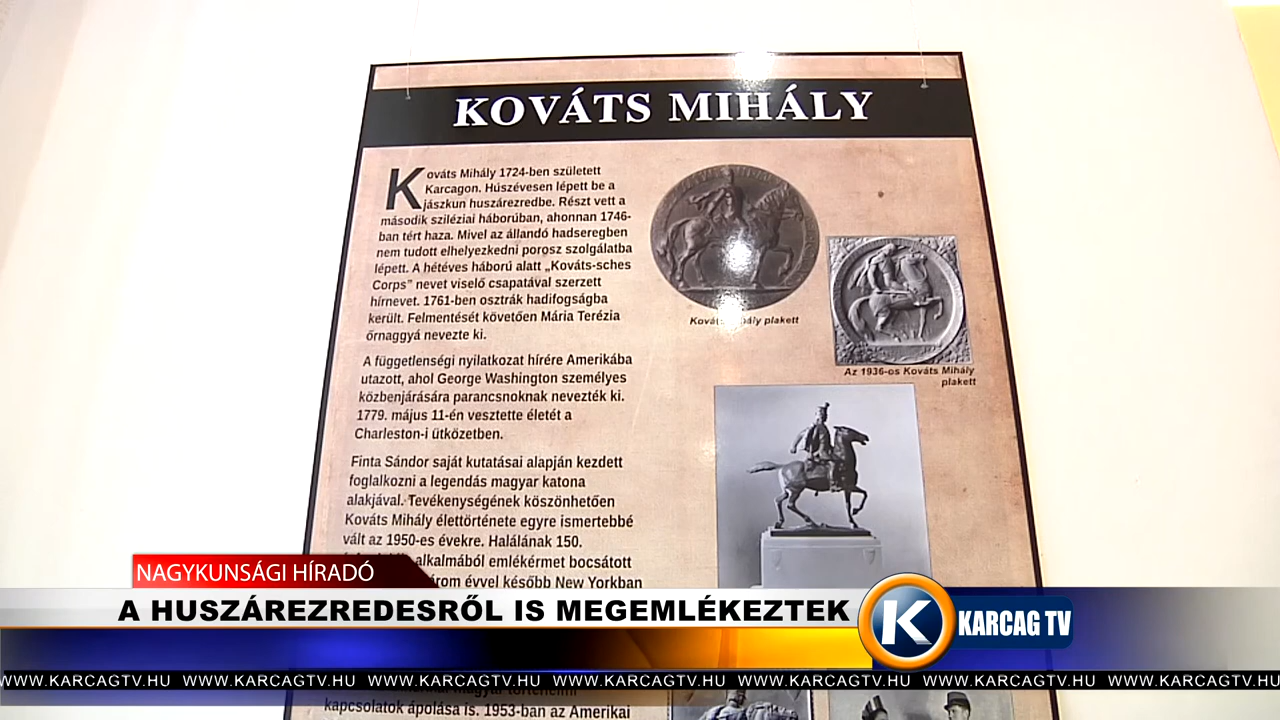 KOVÁTS MIHÁLY
Kováts Mihály 1724-ben született
Karcagon. Húszévesen lépett be a
jászkun huszárezredbe. Részt vett a
második sziléziai háborúban, ahonnan 1746-
ban tért haza. Mivel az állandó hadseregben
nem tudott elhelyezkedni porosz szolgálatba
lépett. A hétéves háború alatt „Kováts-sches
Corps” nevet viselő csapatával szerzett
hírnevet. 1761-ben osztrák hadifogságba
került. Felmentését követően Mária Terézia
őrnaggyá nevezte ki.
A függetlenségi nyilatkozat hírére Amerikába
utazott, ahol George Washington személyes
közbenjárására parancsnoknak nevezték ki.
1779. május 11-én vesztette életét a
Charleston-i ütközetben.
Finta Sándor saját kutatásai alapján kezdett
foglalkozni a legendás magyar katona
alakjával. Tevékenységének köszönhetően
Kováts Mihály élettörténete egyre ismertebbé
vált az 1950-es évekre. Halálának 150.
alkalmából emlékérmet bocsátott
évvel később New Yorkban
kapcsolatok ápolása is. 1953-ban az Amerikai
Kováts Mihály plakett
Az 1936-os Kováts Mihály
plakett
NAGYKUNSÁGI HÍRADÓ
A HUSZÁREZREDESRŐL IS MEGEMLÉKEZTEK
K KARCAG TV
WWW.KARCAGTV.HU WWW.KARCAGTV.HU WWW.KARCAGTV.HU WWW.KARCAGTV.HU WWW.KARCAGTV.HU WWW.KARCAGTV.HU WWW.KARCAGTV.HU